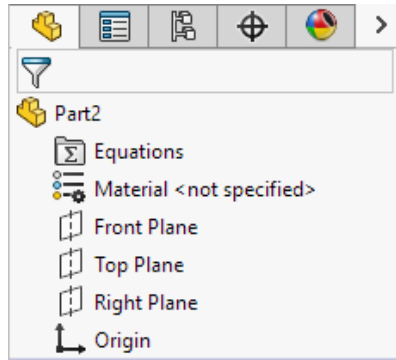 Part2
Equations
Material <not specified>
Front Plane
Top Plane
Right Plane
Origin